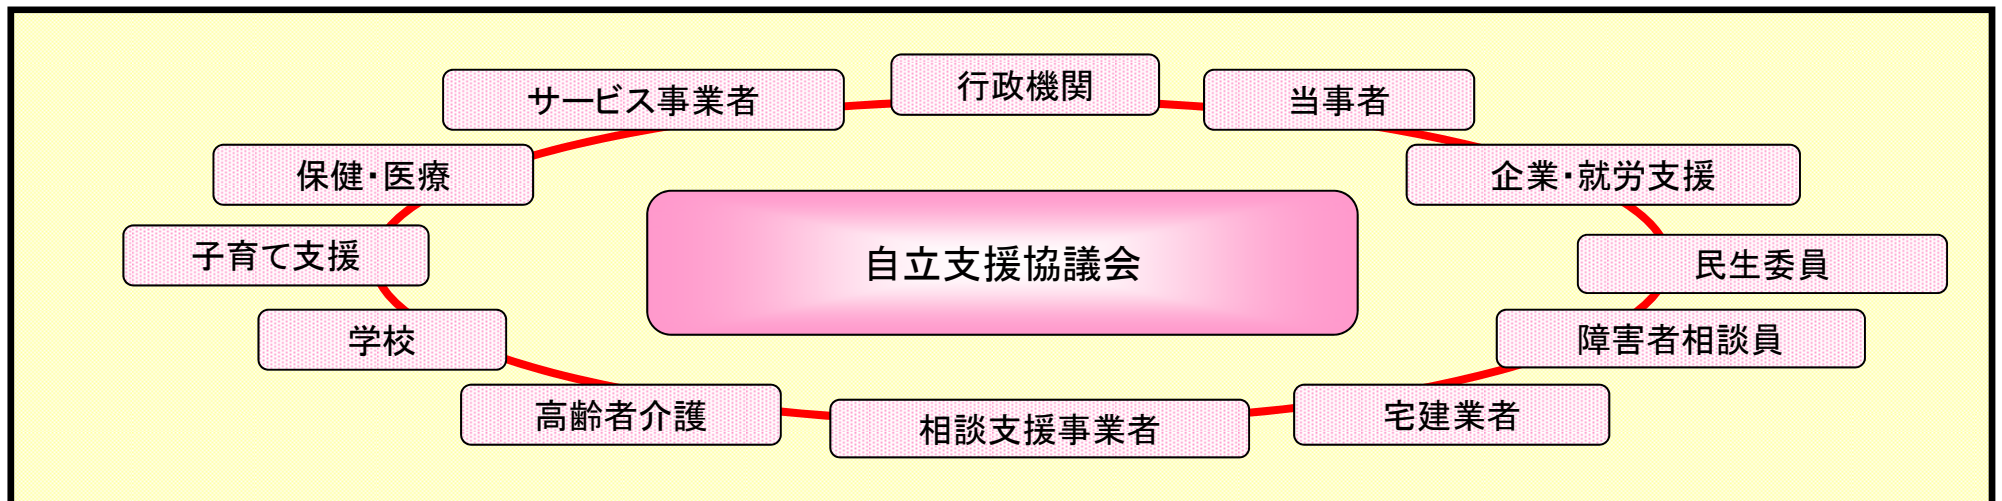 行政機関
サービス事業者
当事者
保健・医療
企業・就労支援
子育て支援
自立支援協議会
民生委員
学校
障害者相談員
高齢者介護
相談支援事業者
宅建業者